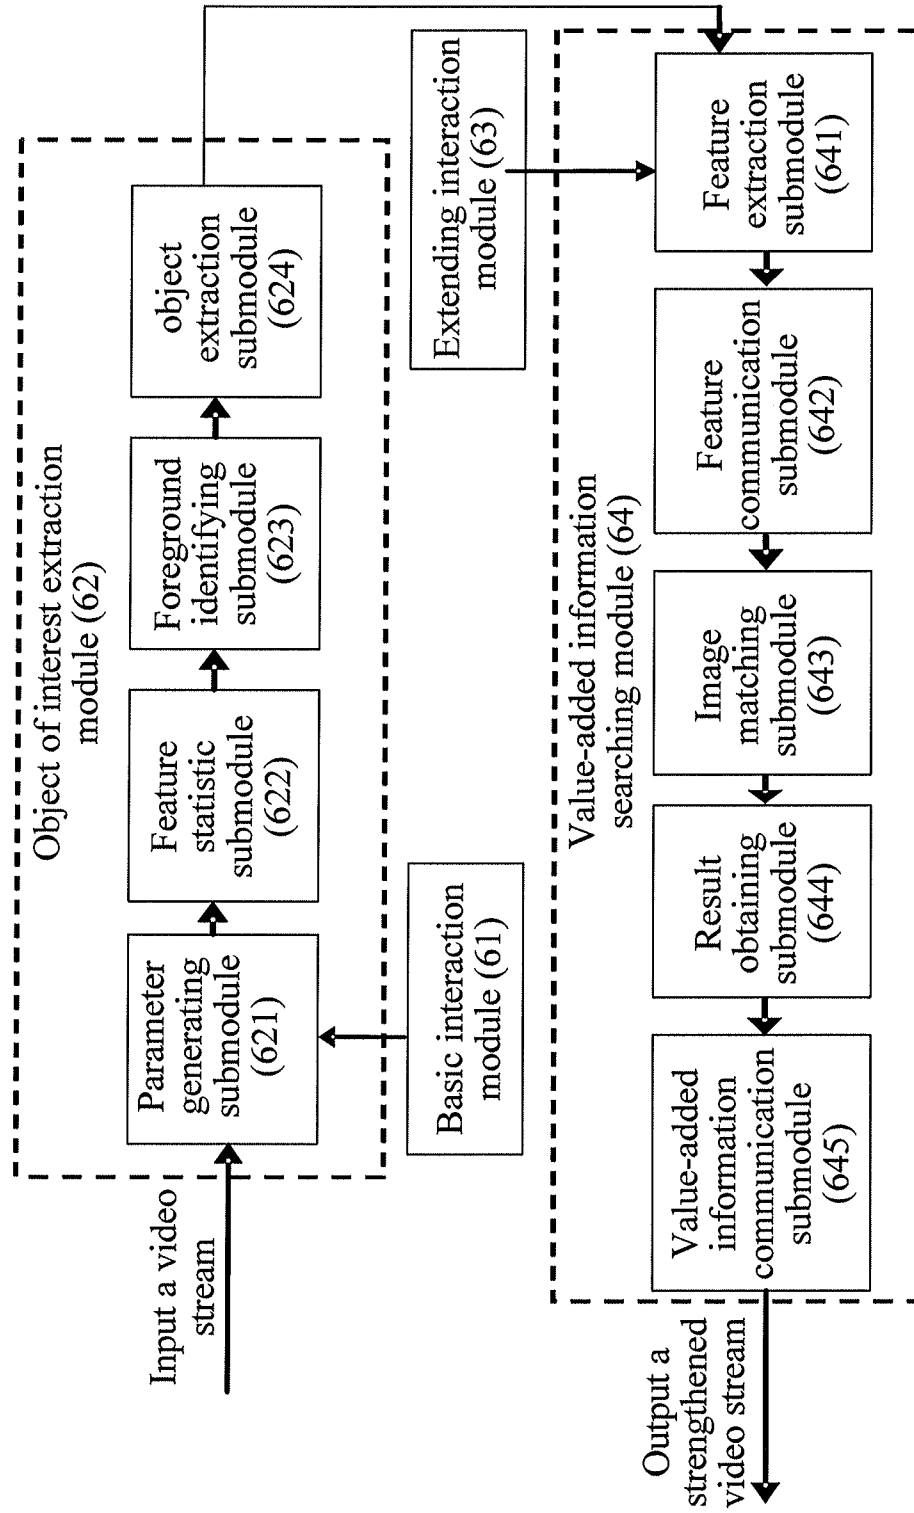 Object of interest extraction
module (62)
Input a video
stream
Parameter
generating
submodule
(621)
Feature
statistic
submodule
(622)
Foreground
identifying
submodule
(623)
object
extraction
submodule
(624)
Basic interaction
module (61)
Extending interaction
module (63)
Value-added information
searching module (64)
Feature
extraction
submodule
(641)
Feature
communication
submodule
(642)
Image
matching
submodule
(643)
Result
obtaining
submodule
(644)
Value-added
information
communication
submodule
(645)
Output a
strengthened
video stream